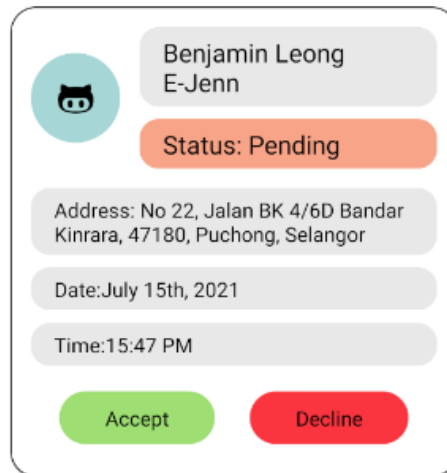 Benjamin Leong
E-Jenn
Status: Pending
Address: No 22, Jalan BK 4/6D Bandar
Kinrara, 47180, Puchong, Selangor
Date:July 15th, 2021
Time:15:47 PM
Accept
Decline